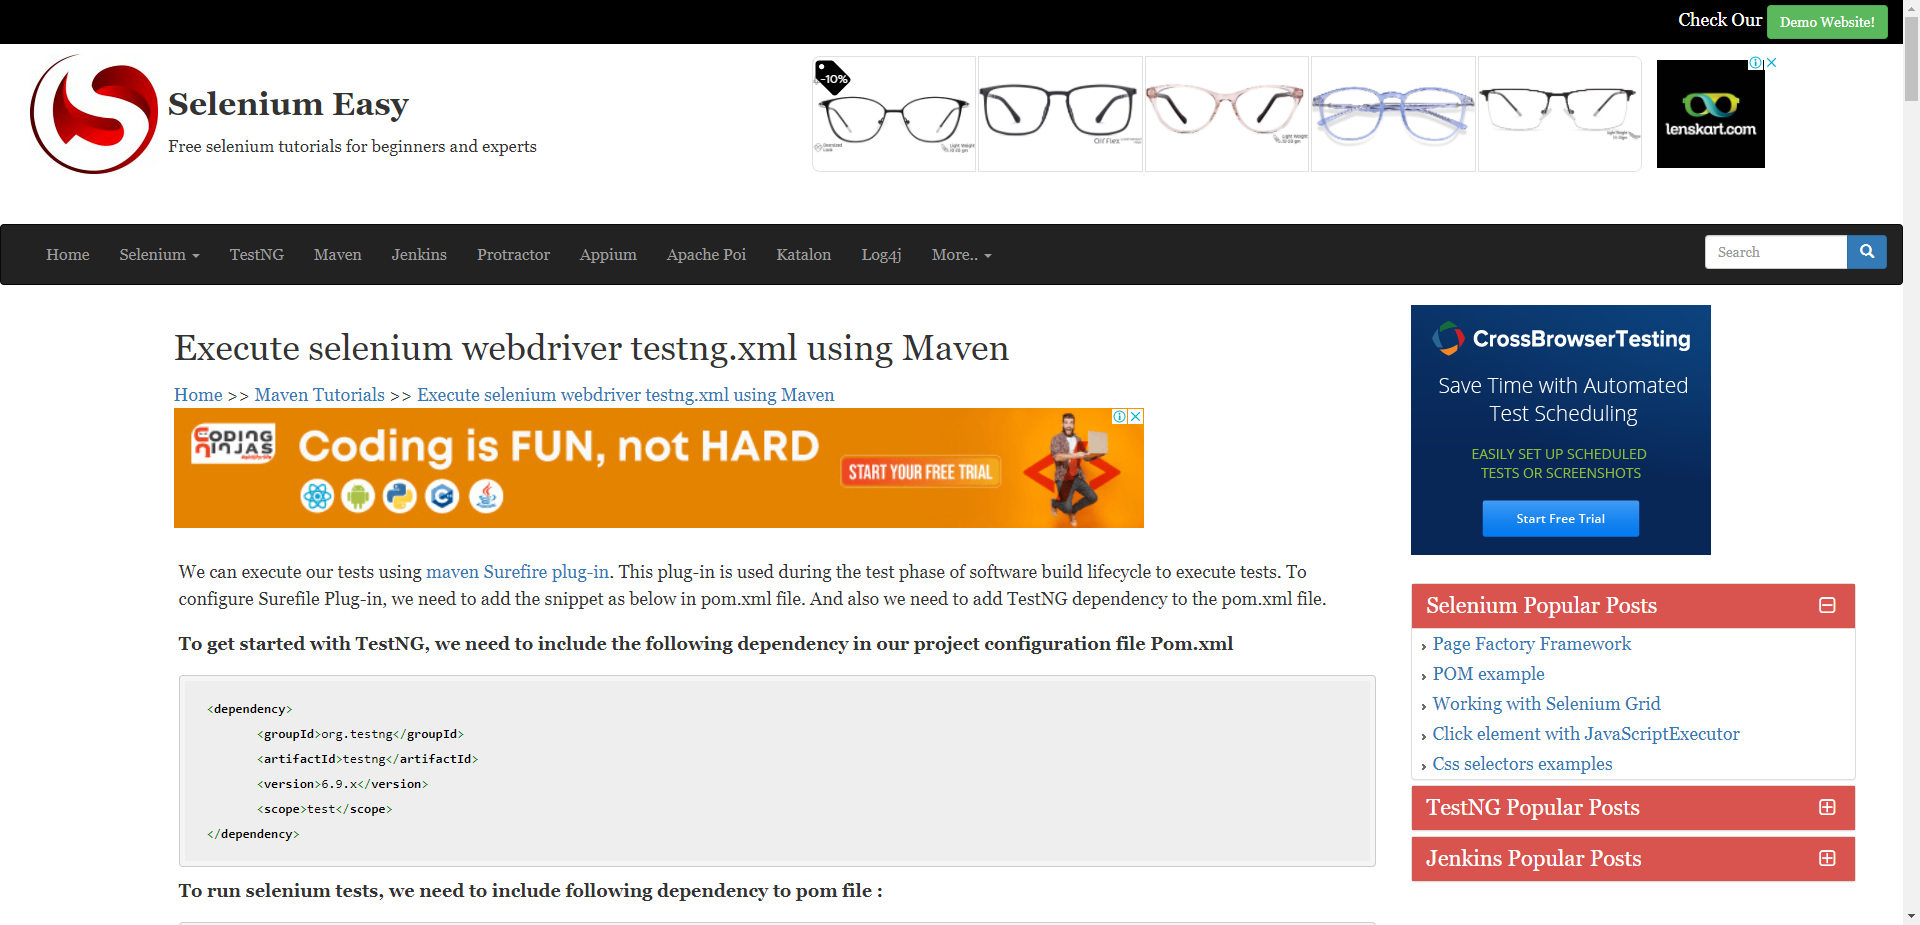 Check Our Demo Website!
Selenium Easy
Free selenium tutorials for beginners and experts
-10%
lenskart.com
Home Selenium TestNG Maven Jenkins Protractor Appium Apache Poi Katalon Log4j More.. Search
Execute selenium webdriver testng.xml using Maven
Home >> Maven Tutorials >> Execute selenium webdriver testng.xml using Maven
CODING NINJAS
Coding is FUN, not HARD
START YOUR FREE TRIAL
We can execute our tests using maven Surefire plug-in. This plug-in is used during the test phase of software build lifecycle to execute tests. To
configure Surefile Plug-in, we need to add the snippet as below in pom.xml file. And also we need to add TestNG dependency to the pom.xml file.
To get started with TestNG, we need to include the following dependency in our project configuration file Pom.xml
<dependency>
<groupId>org.testng</groupId>
<artifactId>testng</artifactId>
<version>6.9.x</version>
<scope>test</scope>
</dependency>
To run selenium tests, we need to include following dependency to pom file :
CrossBrowserTesting
Save Time with Automated
Test Scheduling
EASILY SET UP SCHEDULED
TESTS OR SCREENSHOTS
Start Free Trial
Selenium Popular Posts
Page Factory Framework
POM example
Working with Selenium Grid
Click element with JavaScriptExecutor
Css selectors examples
TestNG Popular Posts
Jenkins Popular Posts